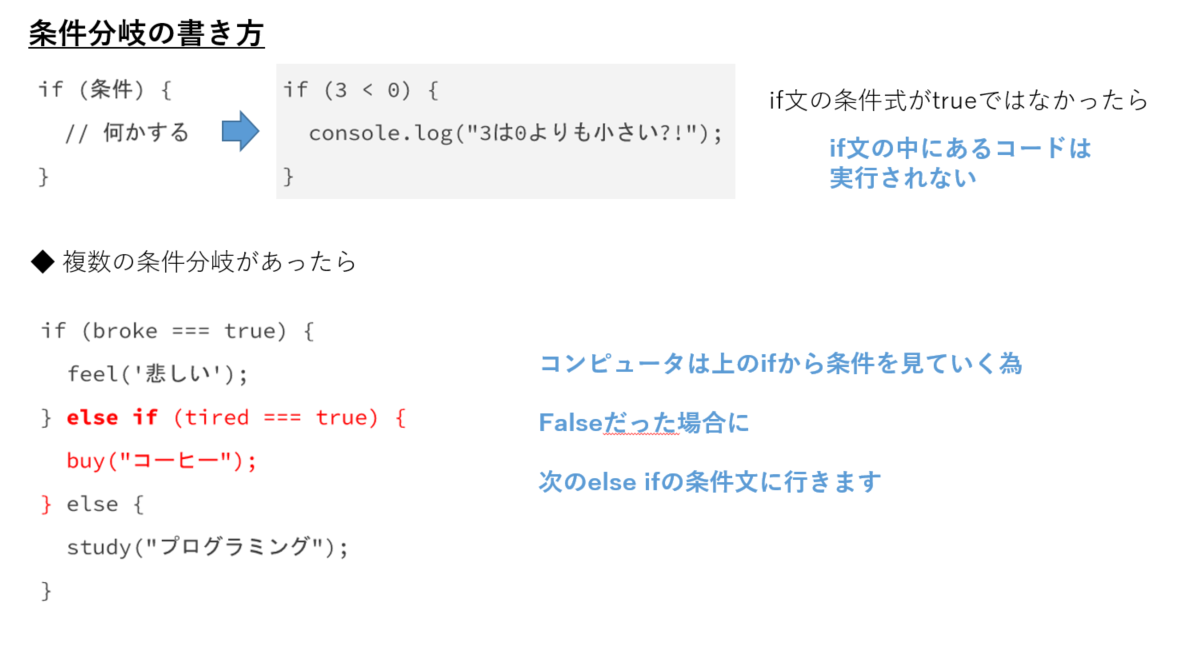 条件分岐の書き方
if (条件) {
// 何かする
}
if (3 < 0) {
console.log("3は0よりも小さい?!");
}
if文の条件式がtrueではなかったら
if文の中にあるコードは
実行されない
◆ 複数の条件分岐があったら
if (broke === true) {
feel('悲しい');
} else if (tired === true) {
buy("コーヒー");
} else {
study("プログラミング");
}
コンピュータは上のifから条件を見ていく為
Falseだった場合に
次のelse ifの条件文に行きます